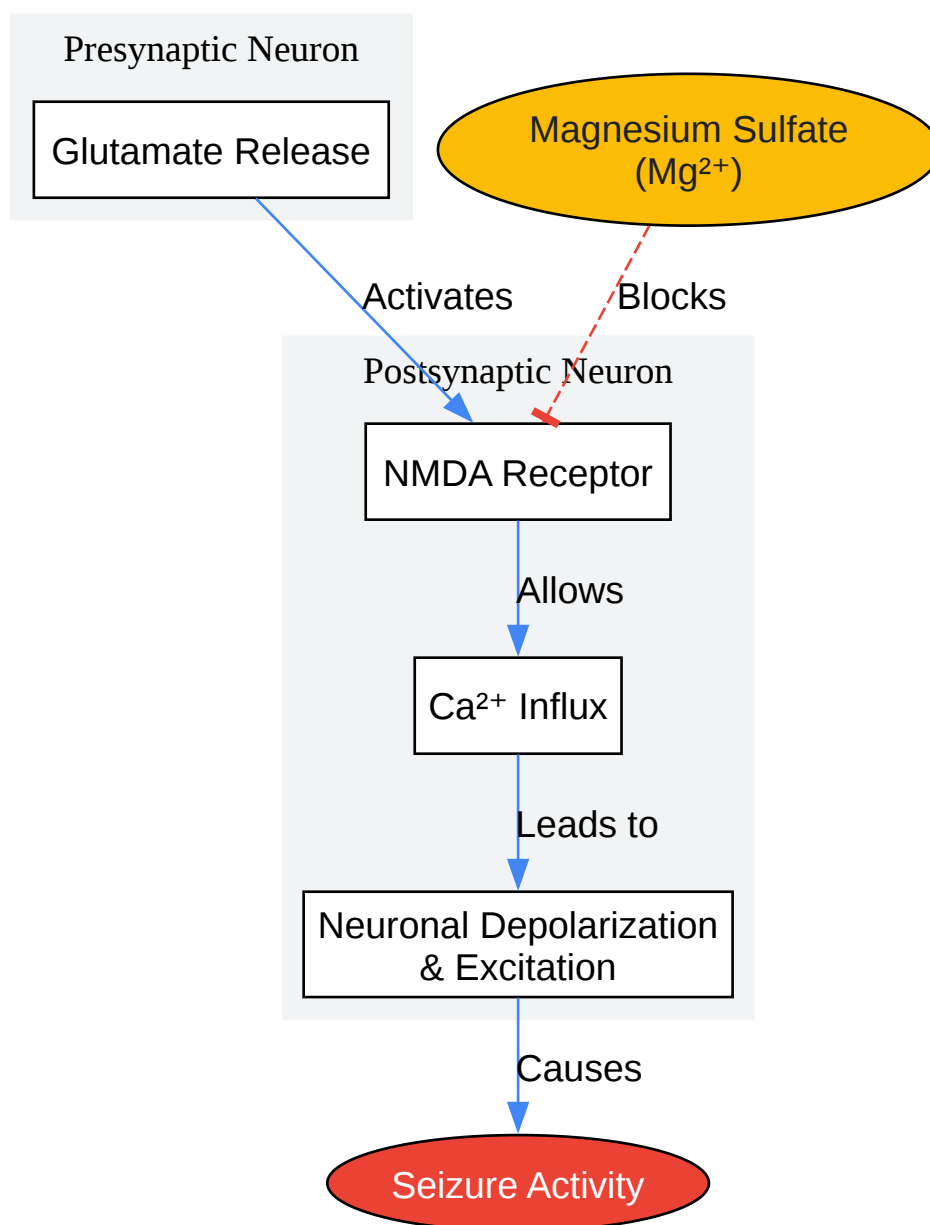 Presynaptic Neuron
Glutamate Release
Magnesium Sulfate
(Mg²⁺)
Activates
Blocks
Postsynaptic Neuron
NMDA Receptor
Allows
Ca²⁺ Influx
Leads to
Neuronal Depolarization
& Excitation
Causes
Seizure Activity